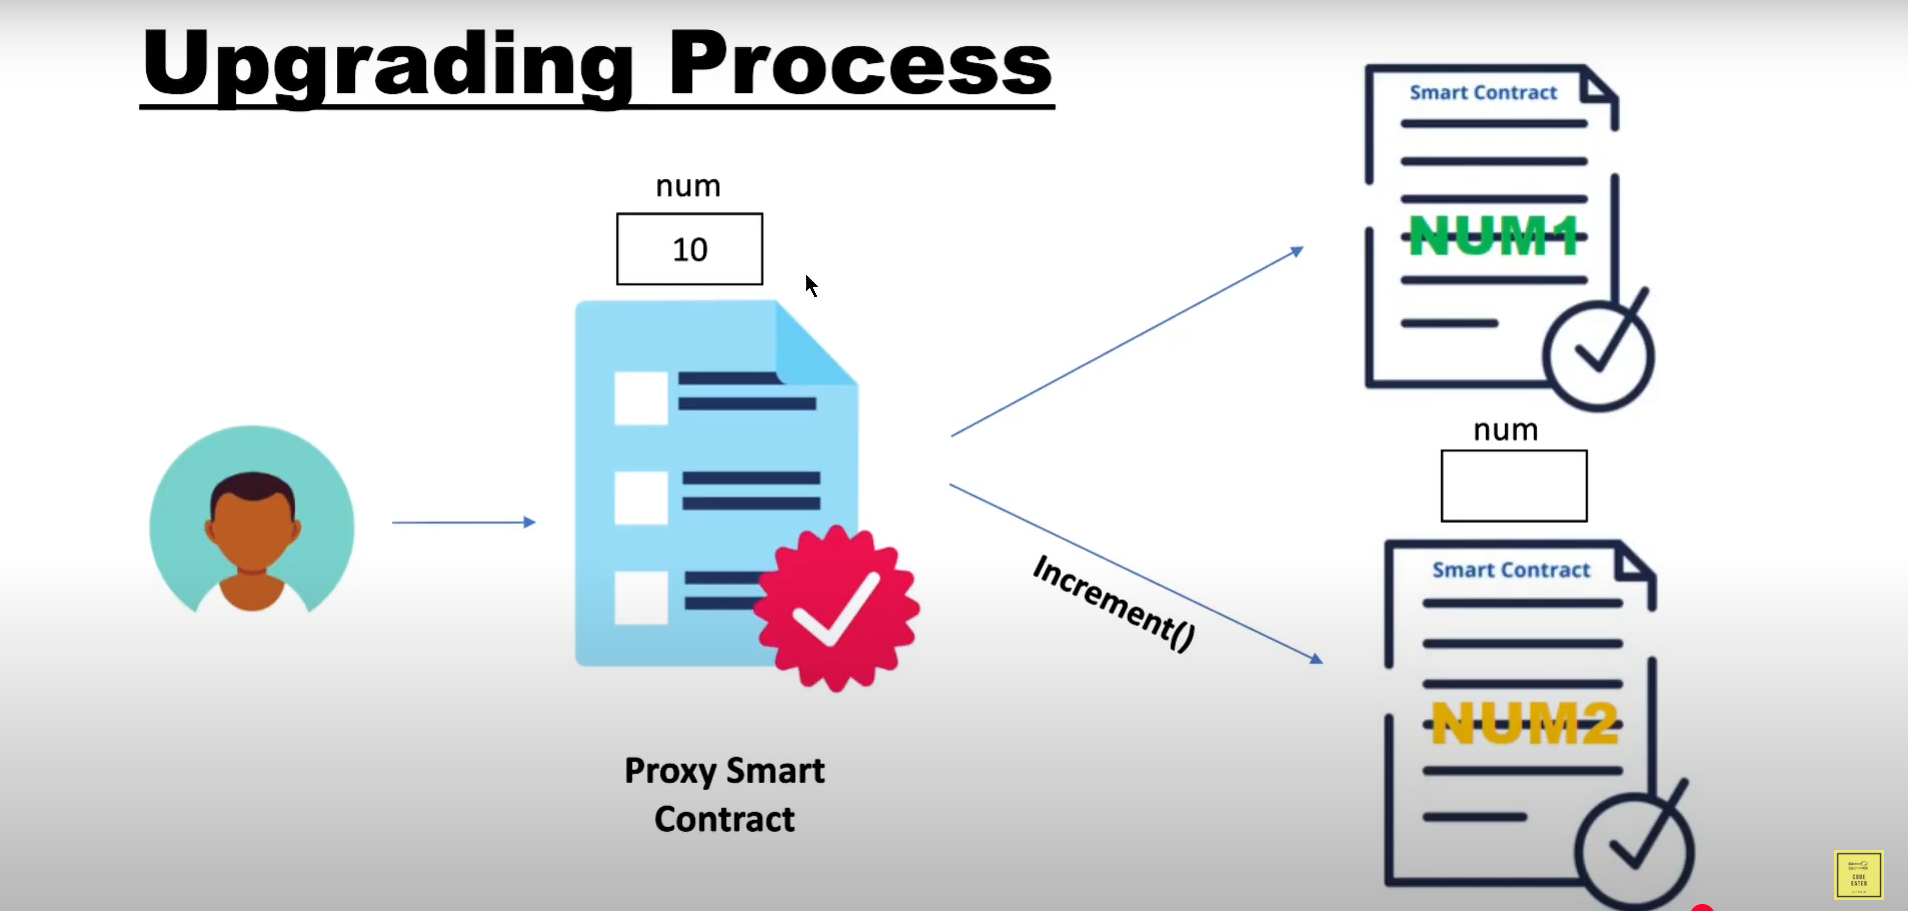 Upgrading Process
num
10
Smart Contract
NUM1
num
Increment()
Smart Contract
NUM2
Proxy Smart
Contract
CODE
EATER